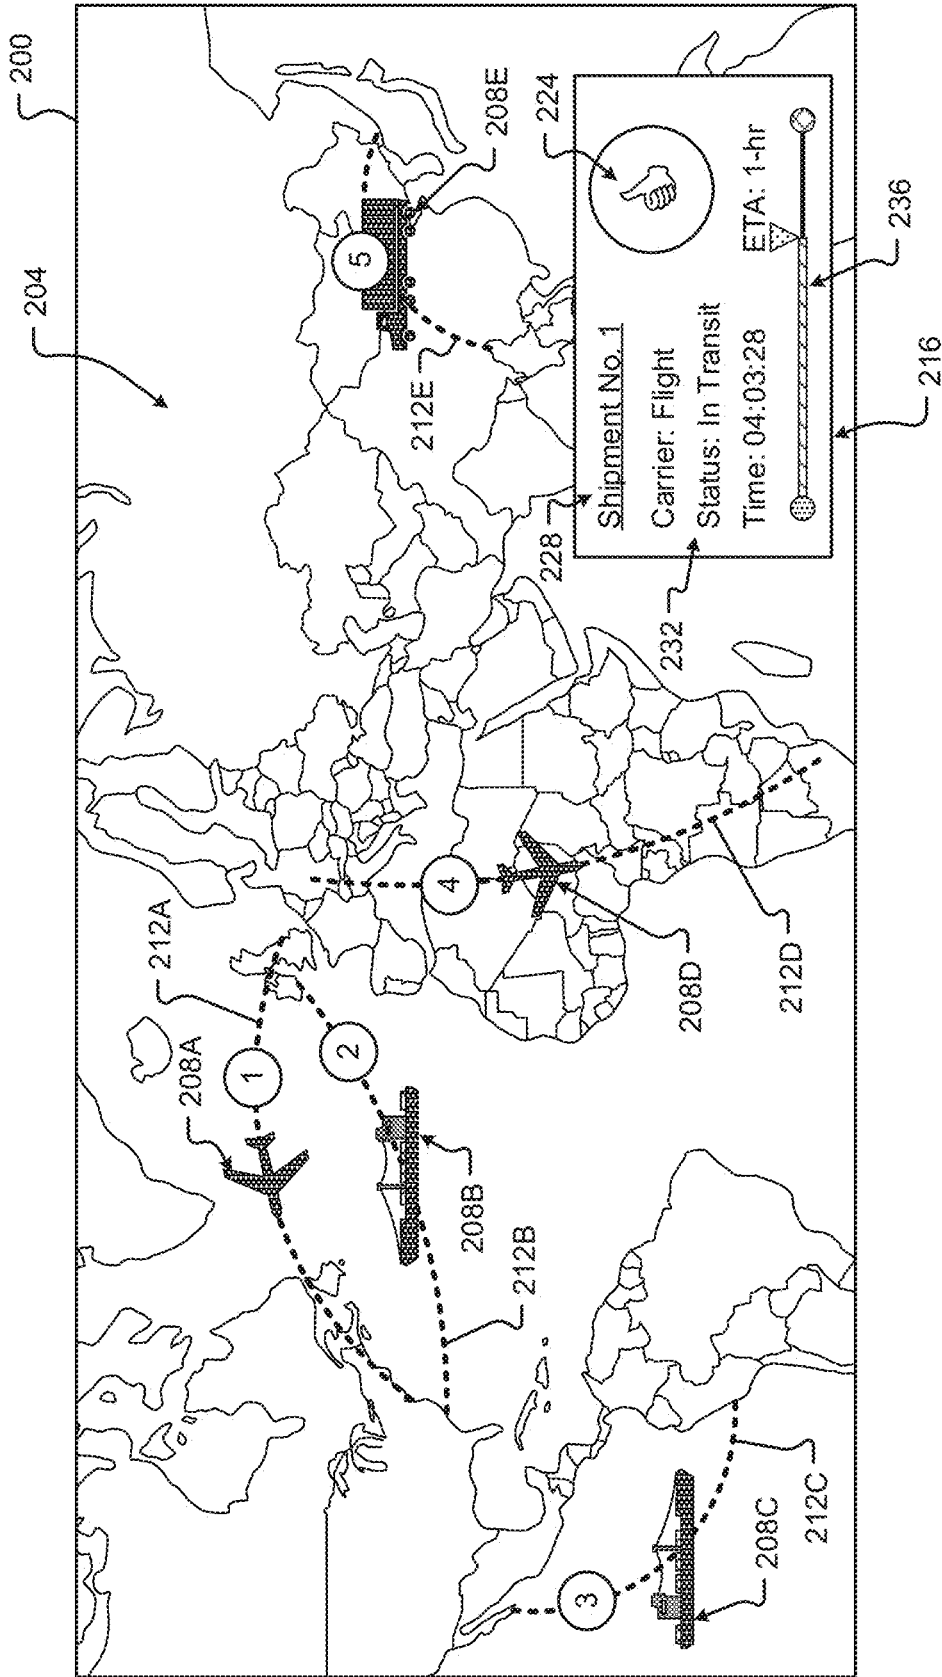 200
204
208A
212A
1
2
208B
212B
3
208C
212C
4
208D
212D
5
208E
212E
224
228
Shipment No. 1
Carrier: Flight
232
Status: In Transit
Time: 04:03:28 ETA: 1-hr
236
216